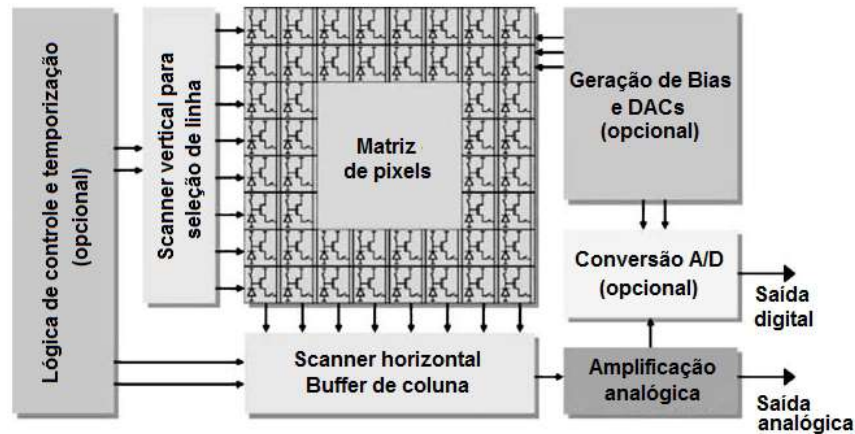 Lógica de controle e temporização
(opcional)
Scanner vertical para
seleção de linha
Matriz
de pixels
Geração de Bias
e DACs
(opcional)
Conversão A/D
(opcional)
Saída
digital
Scanner horizontal
Buffer de coluna
Amplificação
analógica
Saída
analógica